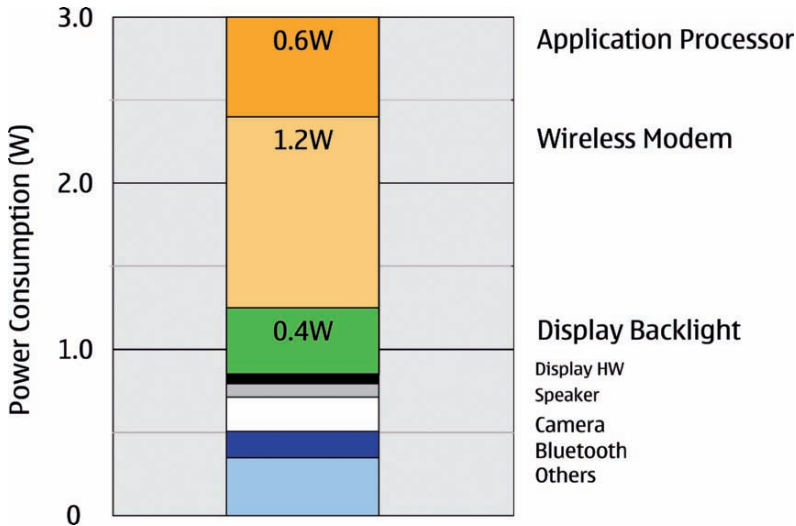 3.0
0.6W
Application Processor
1.2W
Wireless Modem
2.0
Power Consumption (W)
0.4W
Display Backlight
1.0
Display HW
Speaker
Camera
Bluetooth
Others
0